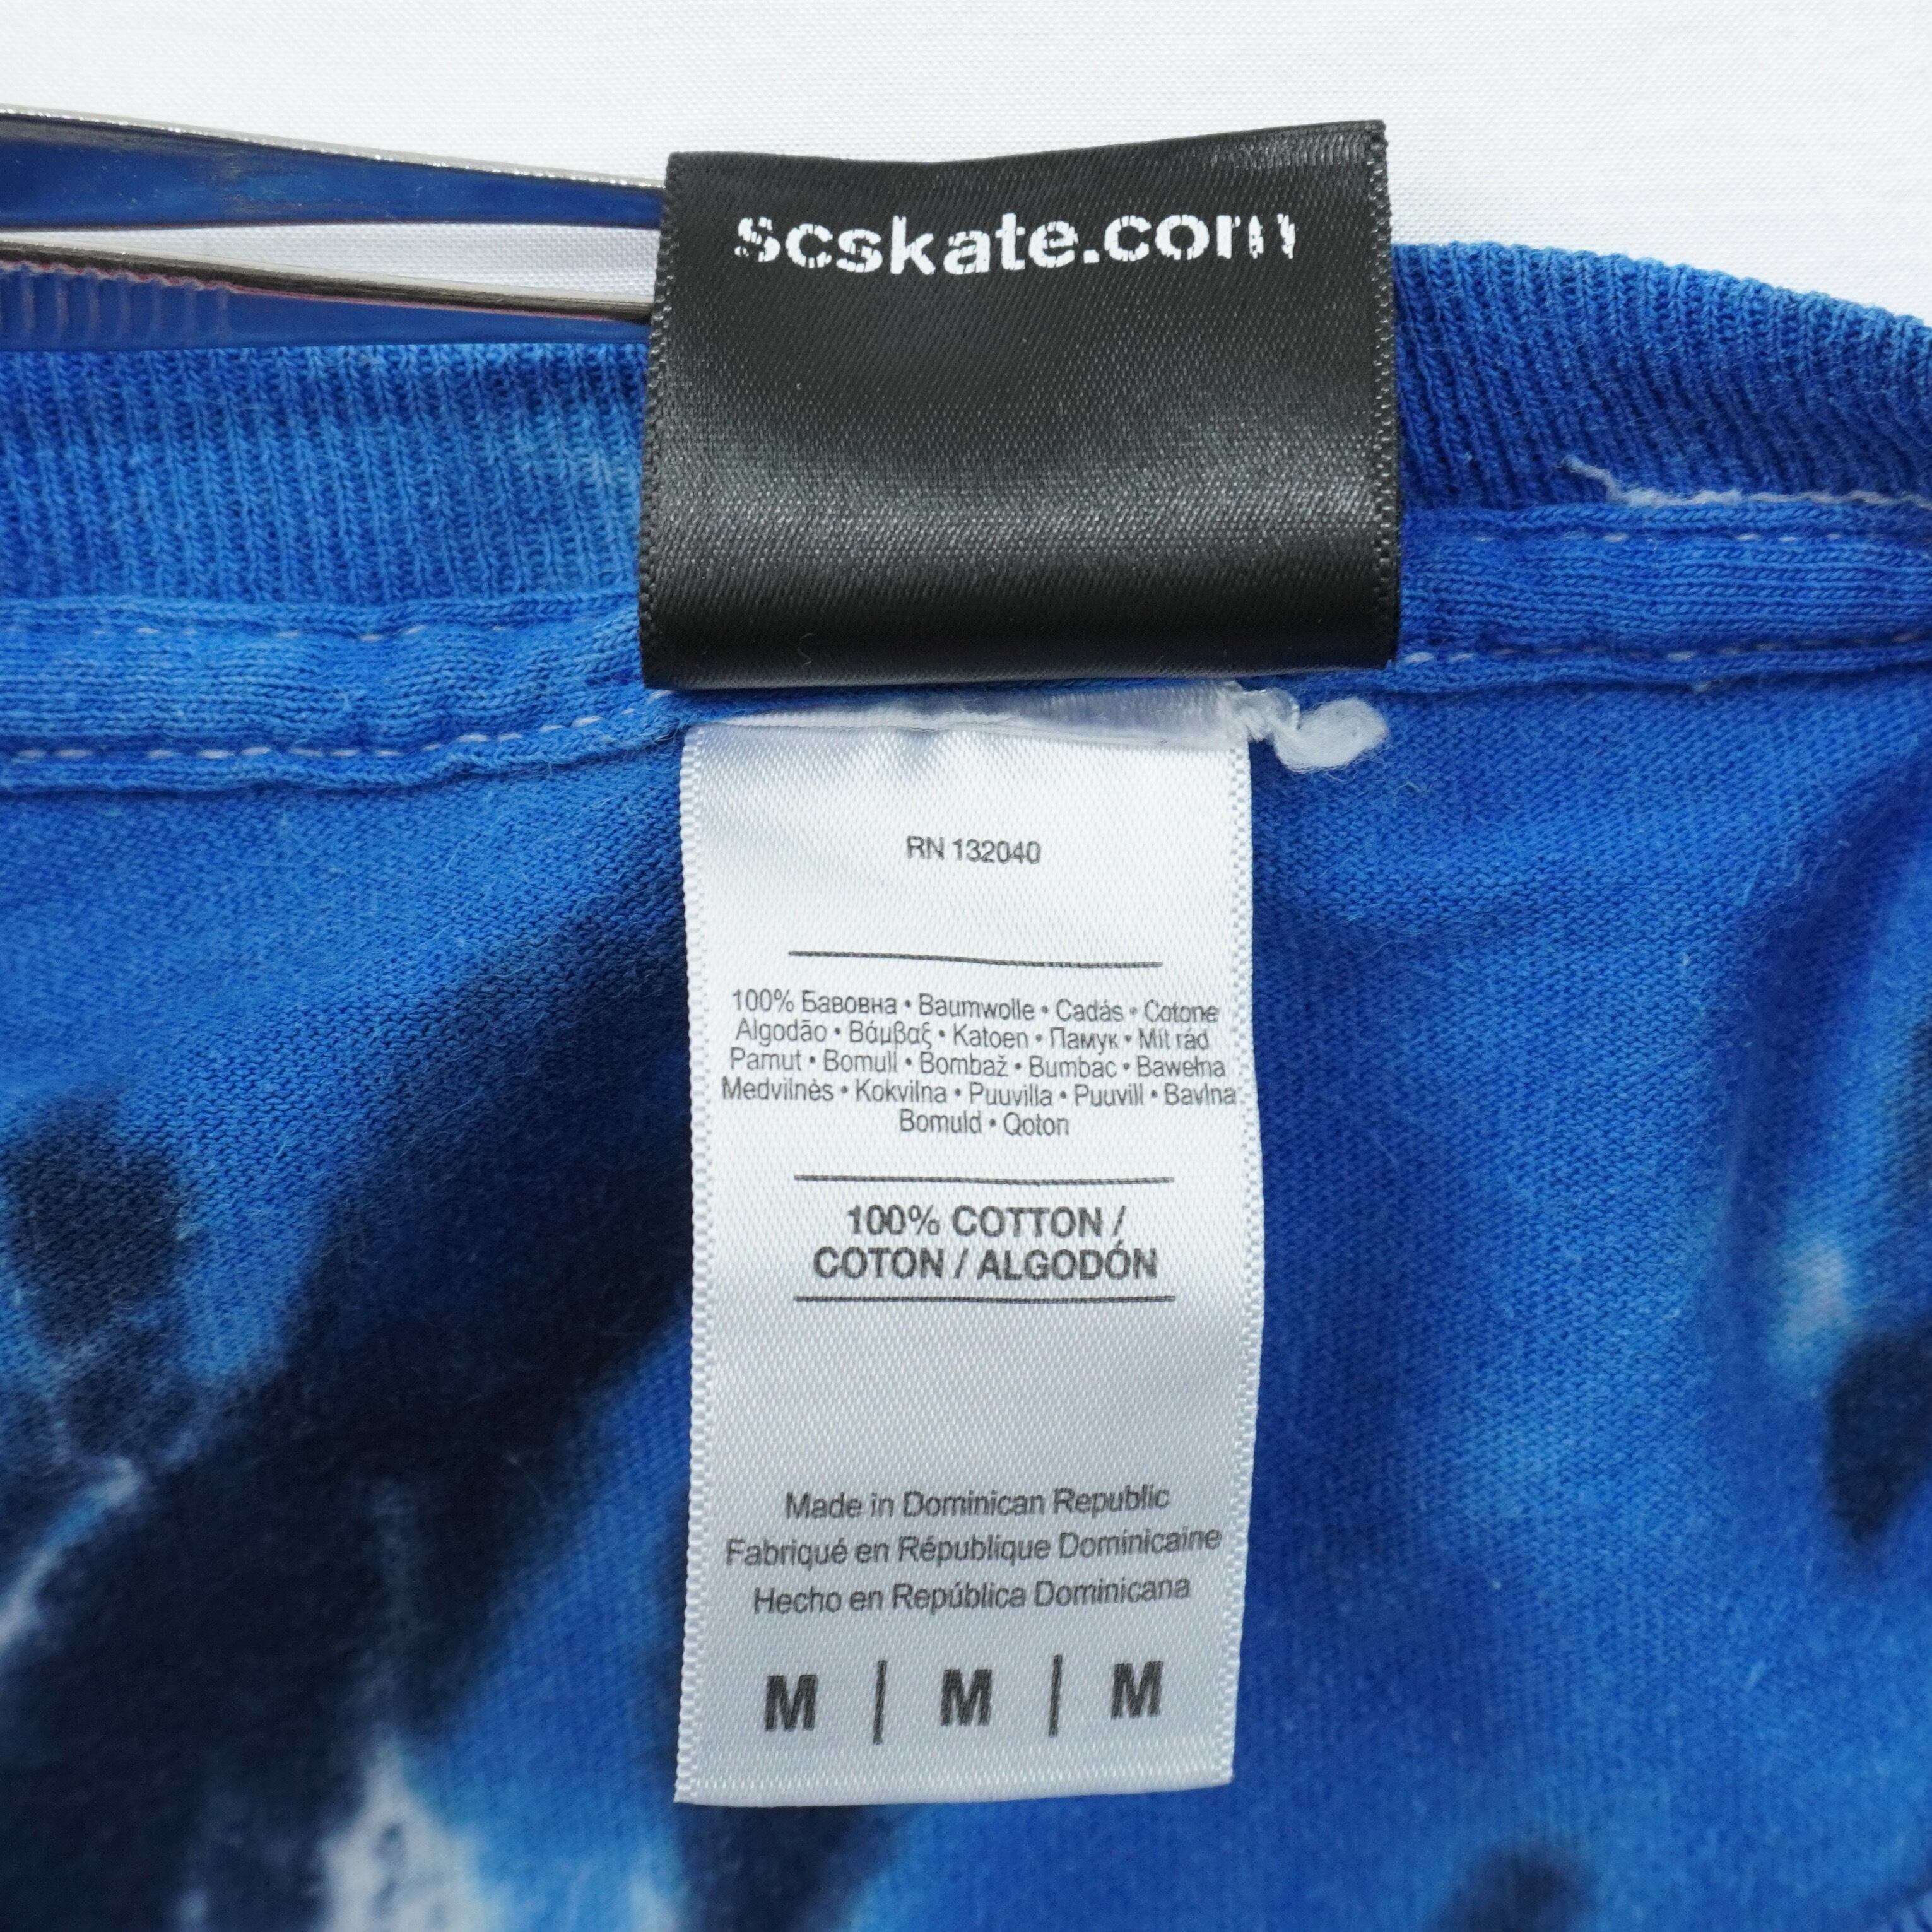 scskate.com
RN 132040
100% Бавовна • Baumwolle • Cadás • Cotone
Algodão • Βάμβαξ • Katoen • Памук • Mít rád
Pamut • Bomull • Bombaž • Bumbac • Bawełna
Medvilnės • Kokvilna • Puuvilla • Puuvill • Bavlna
Bomuld • Qoton
100% COTTON /
COTON / ALGODÓN
Made in Dominican Republic
Fabriqué en République Dominicaine
Hecho en República Dominicana
M | M | M